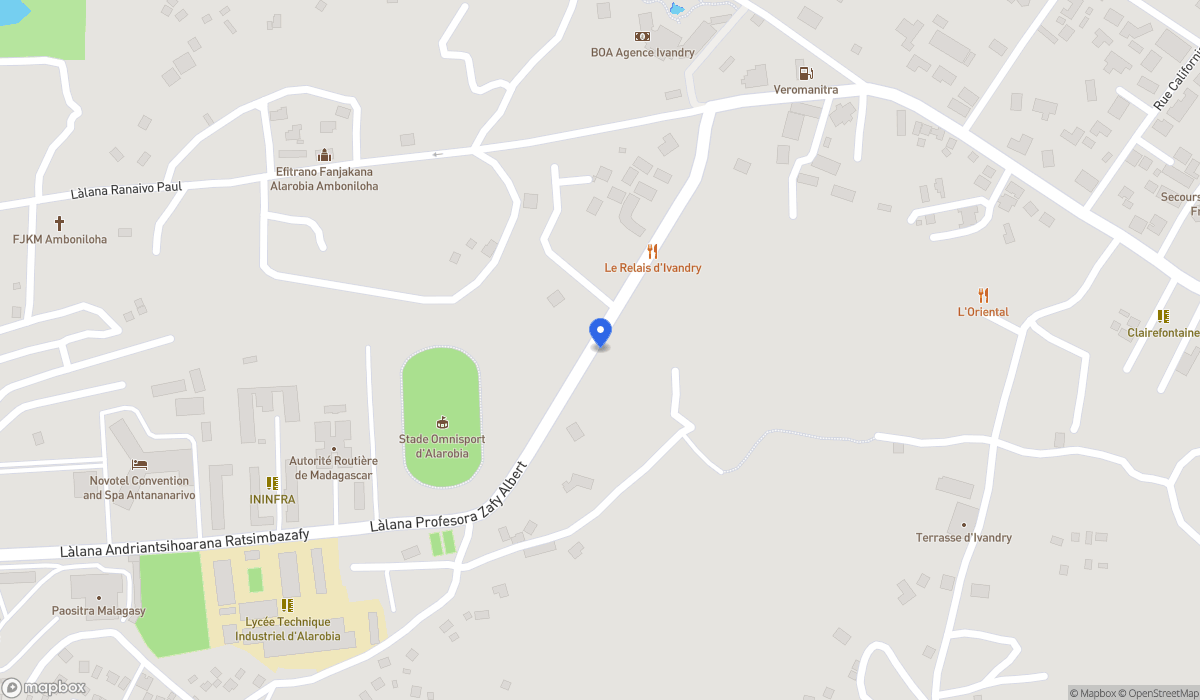 BOA Agence Ivandry
Veromanitra
Rue Californi
Efitrano Fanjakana
Alarobia Amboniloha
Làlana Ranaivo Paul
FJKM Amboniloha
Secours
Fr
Le Relais d'Ivandry
L'Oriental
Clairefontaine
Stade Omnisport
d'Alarobia
Autorité Routière
de Madagascar
Novotel Convention
and Spa Antananarivo
ININFRA
Làlana Profesora Zafy Albert
Làlana Andriantsihoarana Ratsimbazafy
Terrasse d'Ivandry
Paositra Malagasy
Lycée Technique
Industriel d'Alarobia
mapbox
© Mapbox © OpenStreetMap